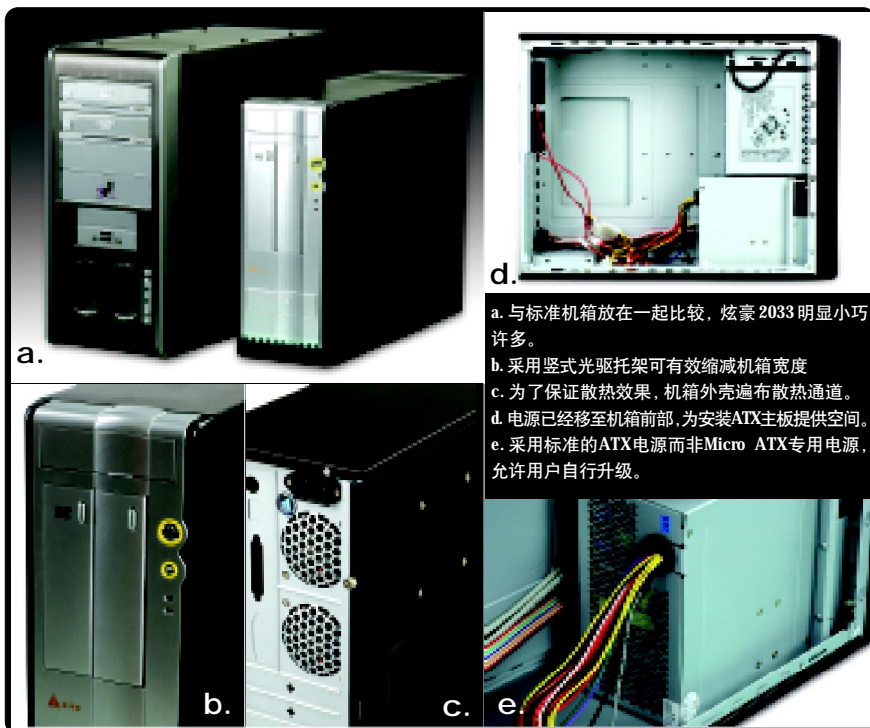 a.
d.
a. 与标准机箱放在一起比较, 炫豪 2033 明显小巧
许多。
b. 采用竖式光驱托架可有效缩减机箱宽度
c. 为了保证散热效果, 机箱外壳遍布散热通道。
d. 电源已经移至机箱前部,为安装ATX主板提供空间。
e. 采用标准的ATX电源而非Micro ATX专用电源,
允许用户自行升级。
b.
c.
e.